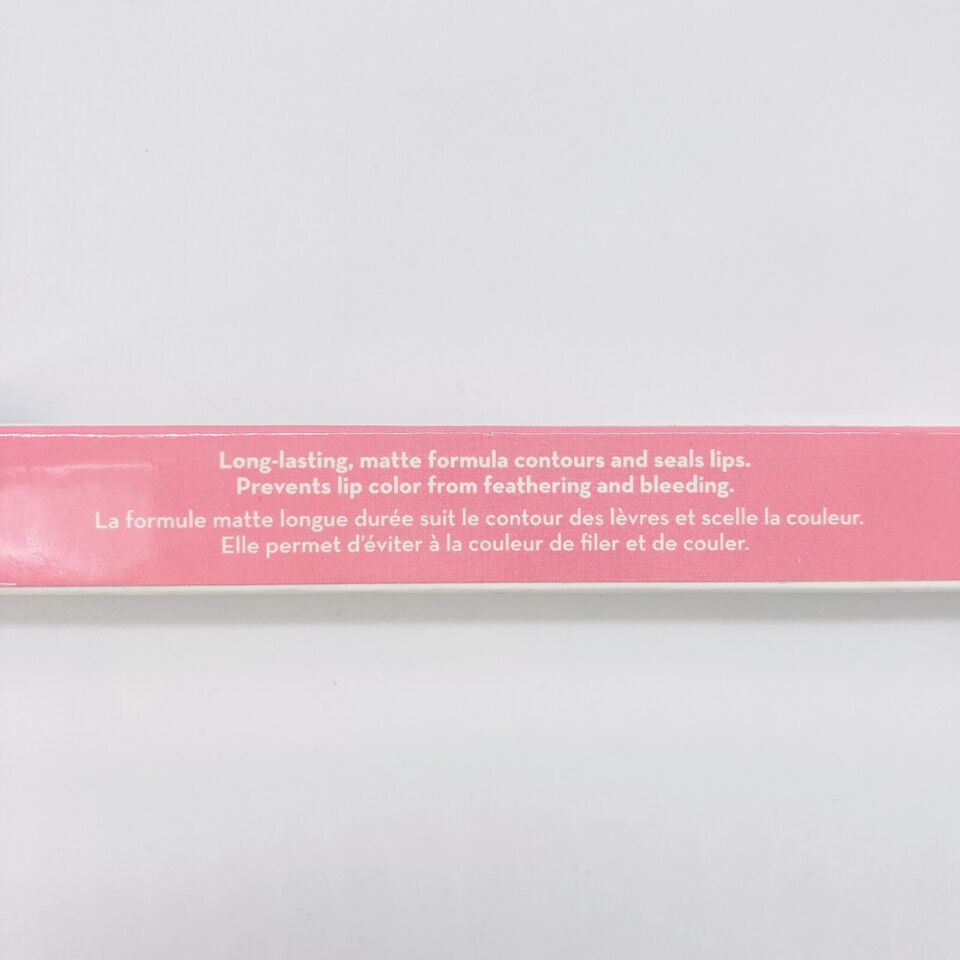 Long-lasting, matte formula contours and seals lips.
Prevents lip color from feathering and bleeding.
La formule matte longue durée suit le contour des lèvres et scelle la couleur.
Elle permet d'éviter à la couleur de filer et de couler.